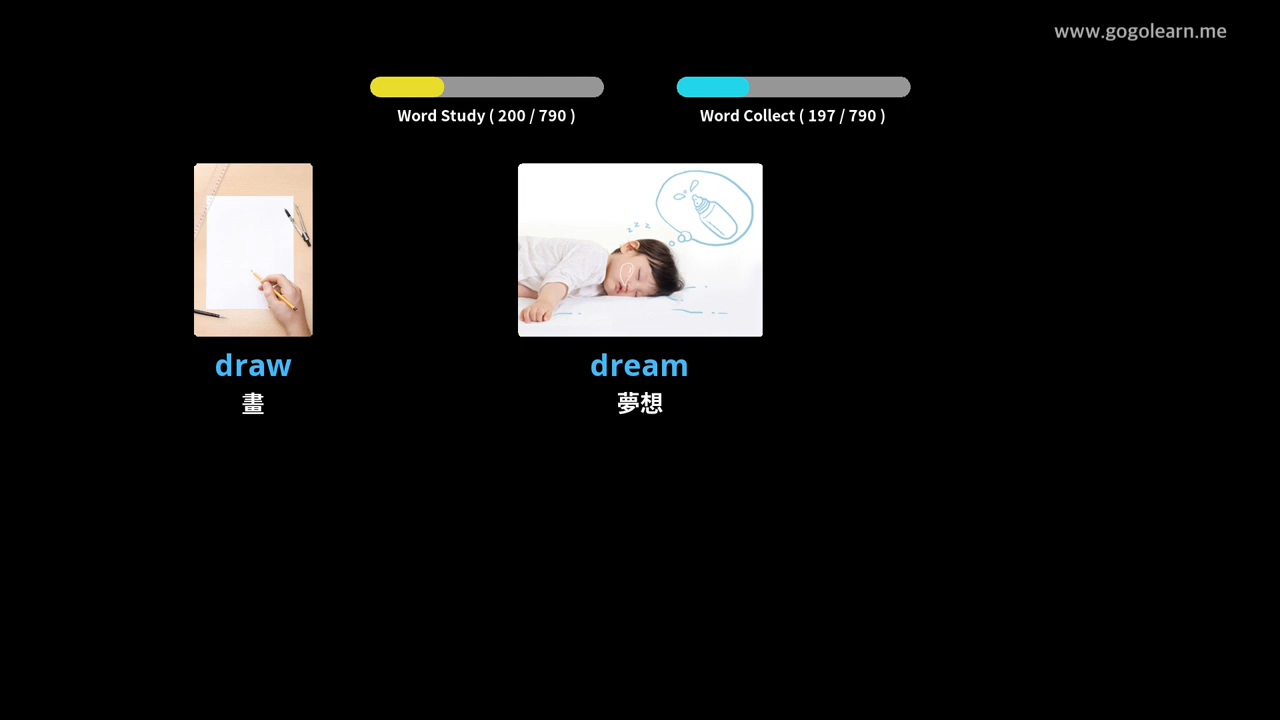 www.gogolearn.me
Word Study ( 200 / 790 )
Word Collect ( 197 / 790 )
z z z
draw
畫
dream
夢想